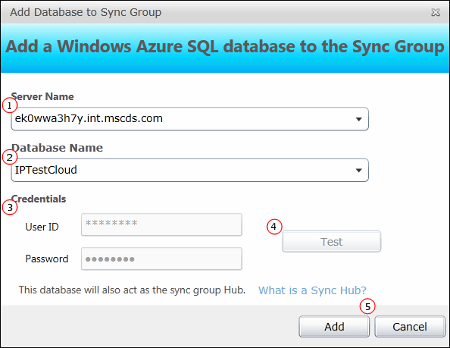 Add Database to Sync Group
Add a Windows Azure SQL database to the Sync Group
Server Name
1
ek0wwa3h7y.int.mscds.com
Database Name
2
IPTestCloud
Credentials
3
User ID ********
4
Test
Password ●●●●●●●●
This database will also act as the sync group Hub. What is a Sync Hub?
5
Add Cancel